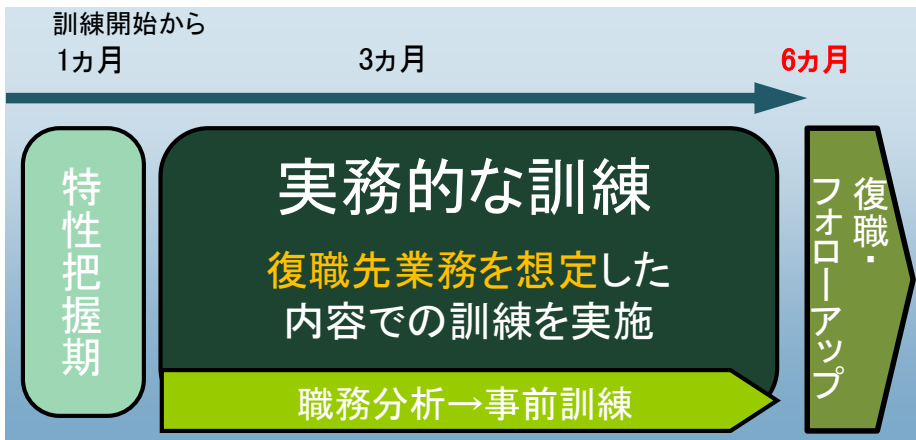 訓練開始から
1ヵ月
3ヵ月
6ヵ月
特性把握期
実務的な訓練
復職先業務を想定した
内容での訓練を実施
職務分析→事前訓練
復職・
フォローアップ